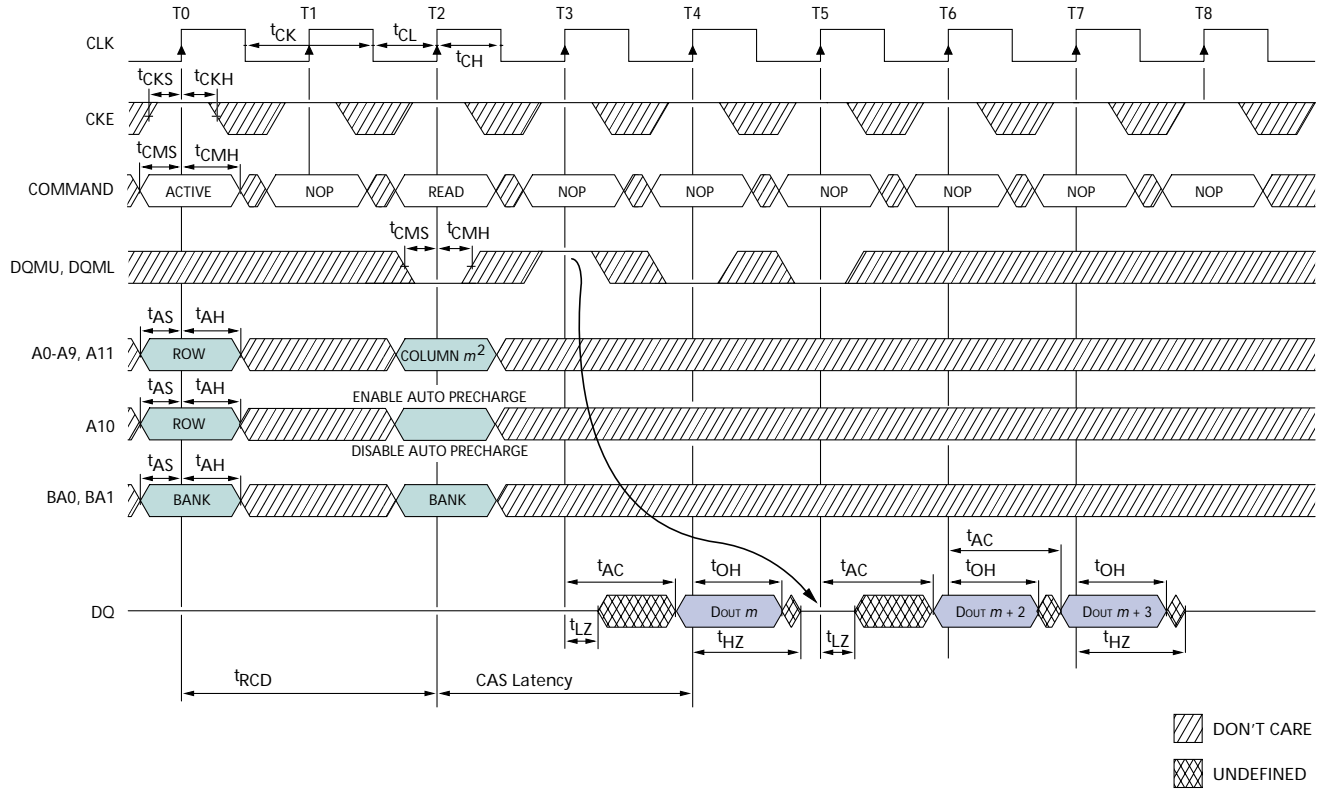 T0 T1 T2 T3 T4 T5 T6 T7 T8
CLK tCK tCL tCH
tCKS tCKH
CKE
tCMS tCMH
COMMAND ACTIVE NOP READ NOP NOP NOP NOP NOP NOP
tCMS tCMH
DQMU, DQML
tAS tAH
A0-A9, A11 ROW COLUMN m2
tAS tAH ENABLE AUTO PRECHARGE
A10 ROW
DISABLE AUTO PRECHARGE
tAS tAH
BA0, BA1 BANK BANK
tAC
tAC tOH tAC tOH tOH
DQ DOUT m DOUT m + 2 DOUT m + 3
tLZ tHZ tLZ tHZ
tRCD CAS Latency
DON'T CARE
UNDEFINED